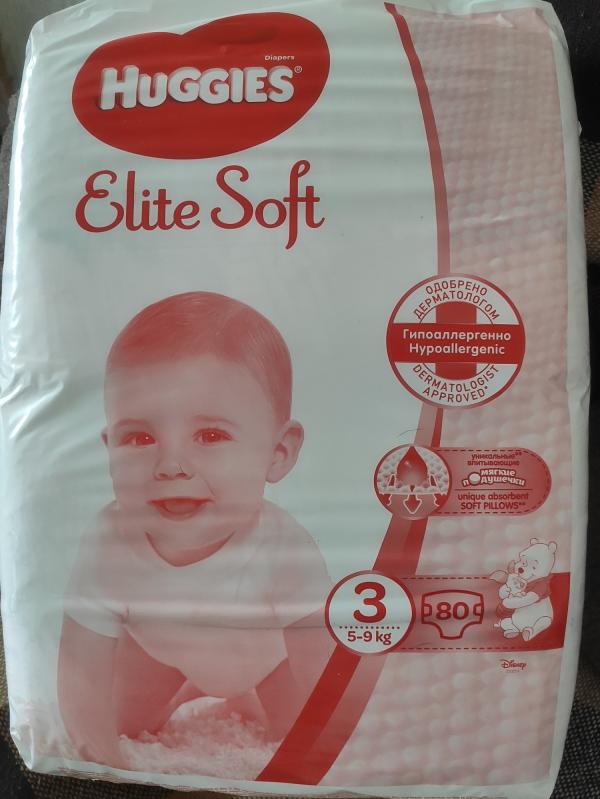 Diapers
HUGGIES®
Elite Soft
ОДОБРЕНО
ДЕРМАТОЛОГОМ
Гипоаллергенно
Hypoallergenic
DERMATOLOGIST
APPROVED*
уникальные**
впитывающие
мягкие
подушечки
unique absorbent
SOFT PILLOWS**
3
5-9 kg
80
Disney